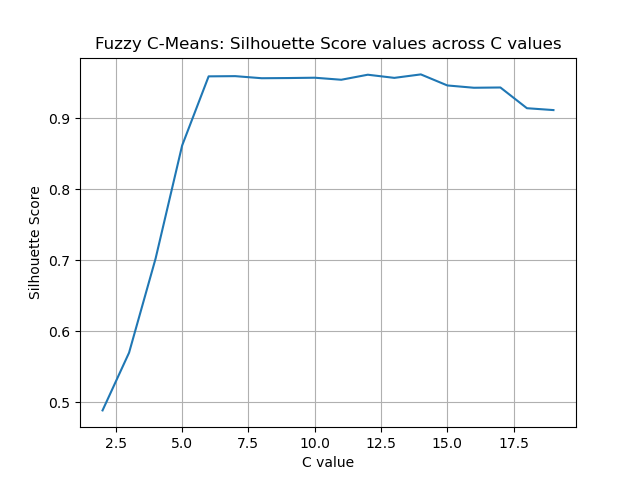 Fuzzy C-Means: Silhouette Score values across C values
Silhouette Score
0.9
0.8
0.7
0.6
0.5
2.5 5.0 7.5 10.0 12.5 15.0 17.5
C value